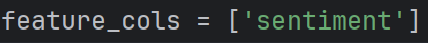 feature_cols = ['sentiment']